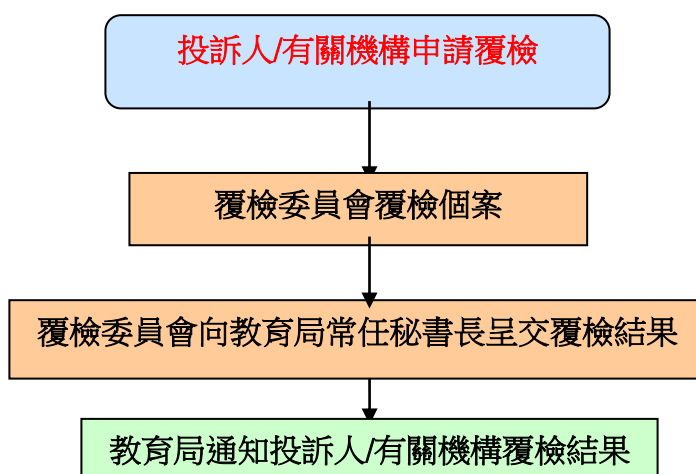 投訴人/有關機構申請覆檢
覆檢委員會覆檢個案
覆檢委員會向教育局常任秘書長呈交覆檢結果
教育局通知投訴人/有關機構覆檢結果